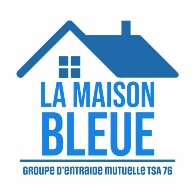 LA MAISON
BLEUE
GROUPE D'ENTRAIDE MUTUELLE TSA 76